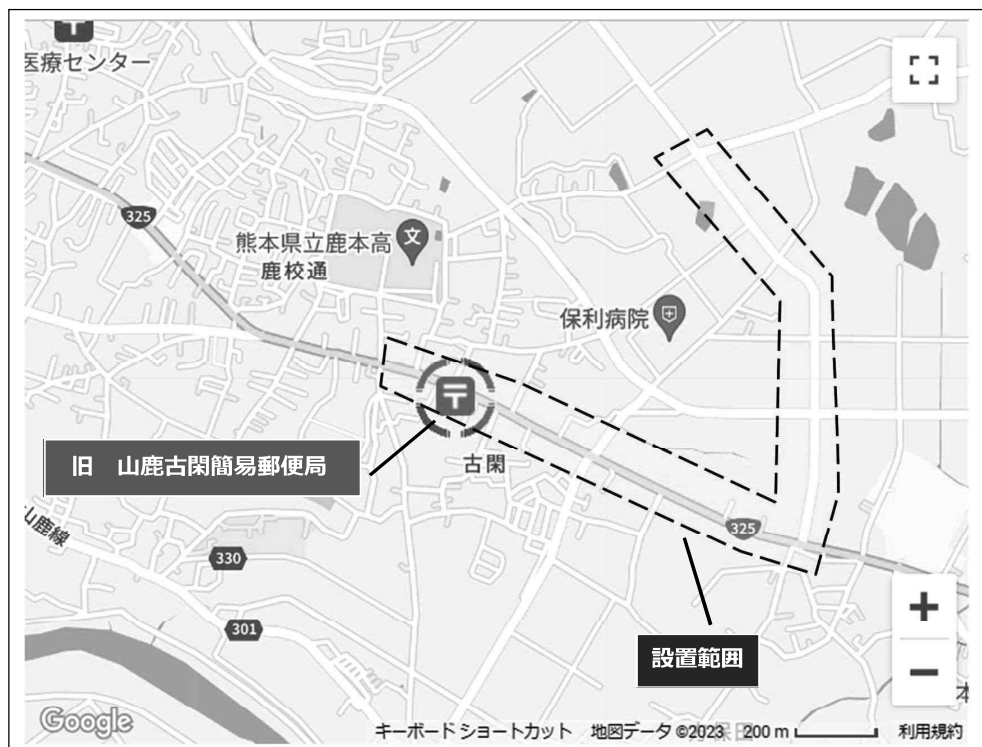 医療センター
325
熊本県立鹿本高
文
鹿校通
保利病院
旧　山鹿古閑簡易郵便局
古閑
山鹿線
325
330
301
設置範囲
+
−
本
Google
キーボード ショートカット　地図データ ©2023　200 m　利用規約